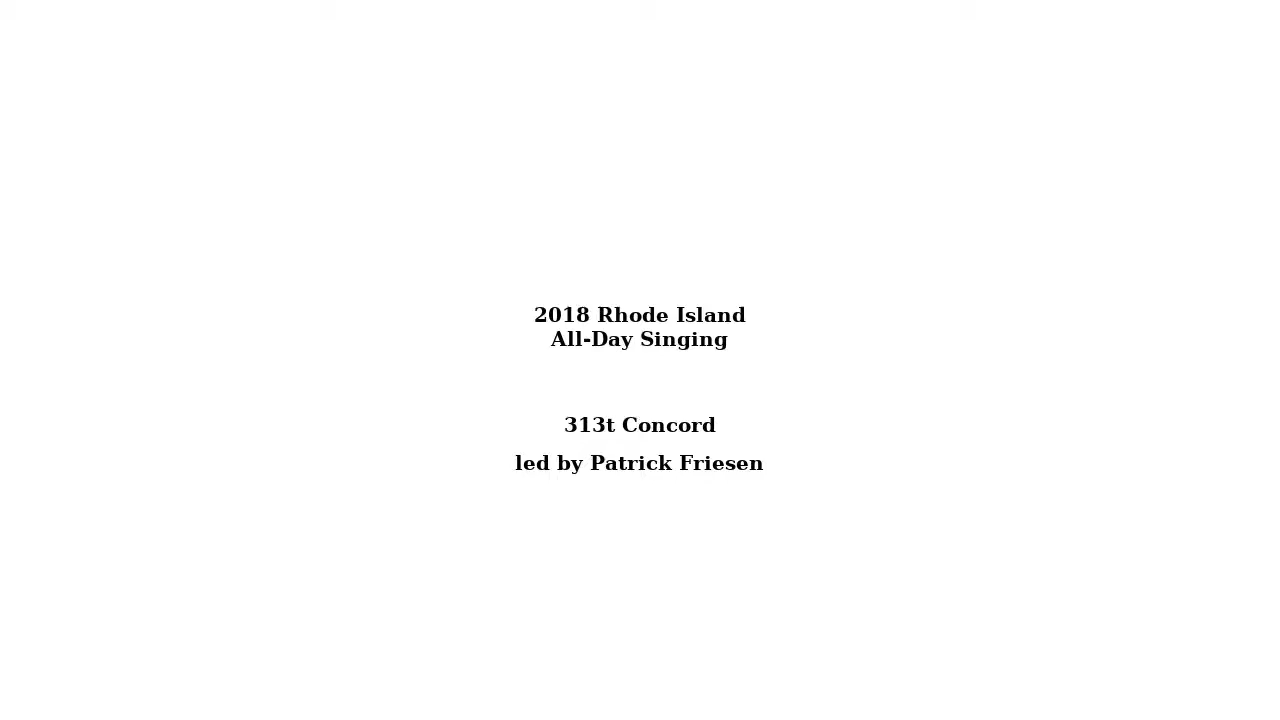 2018 Rhode Island
All-Day Singing
313t Concord
led by Patrick Friesen